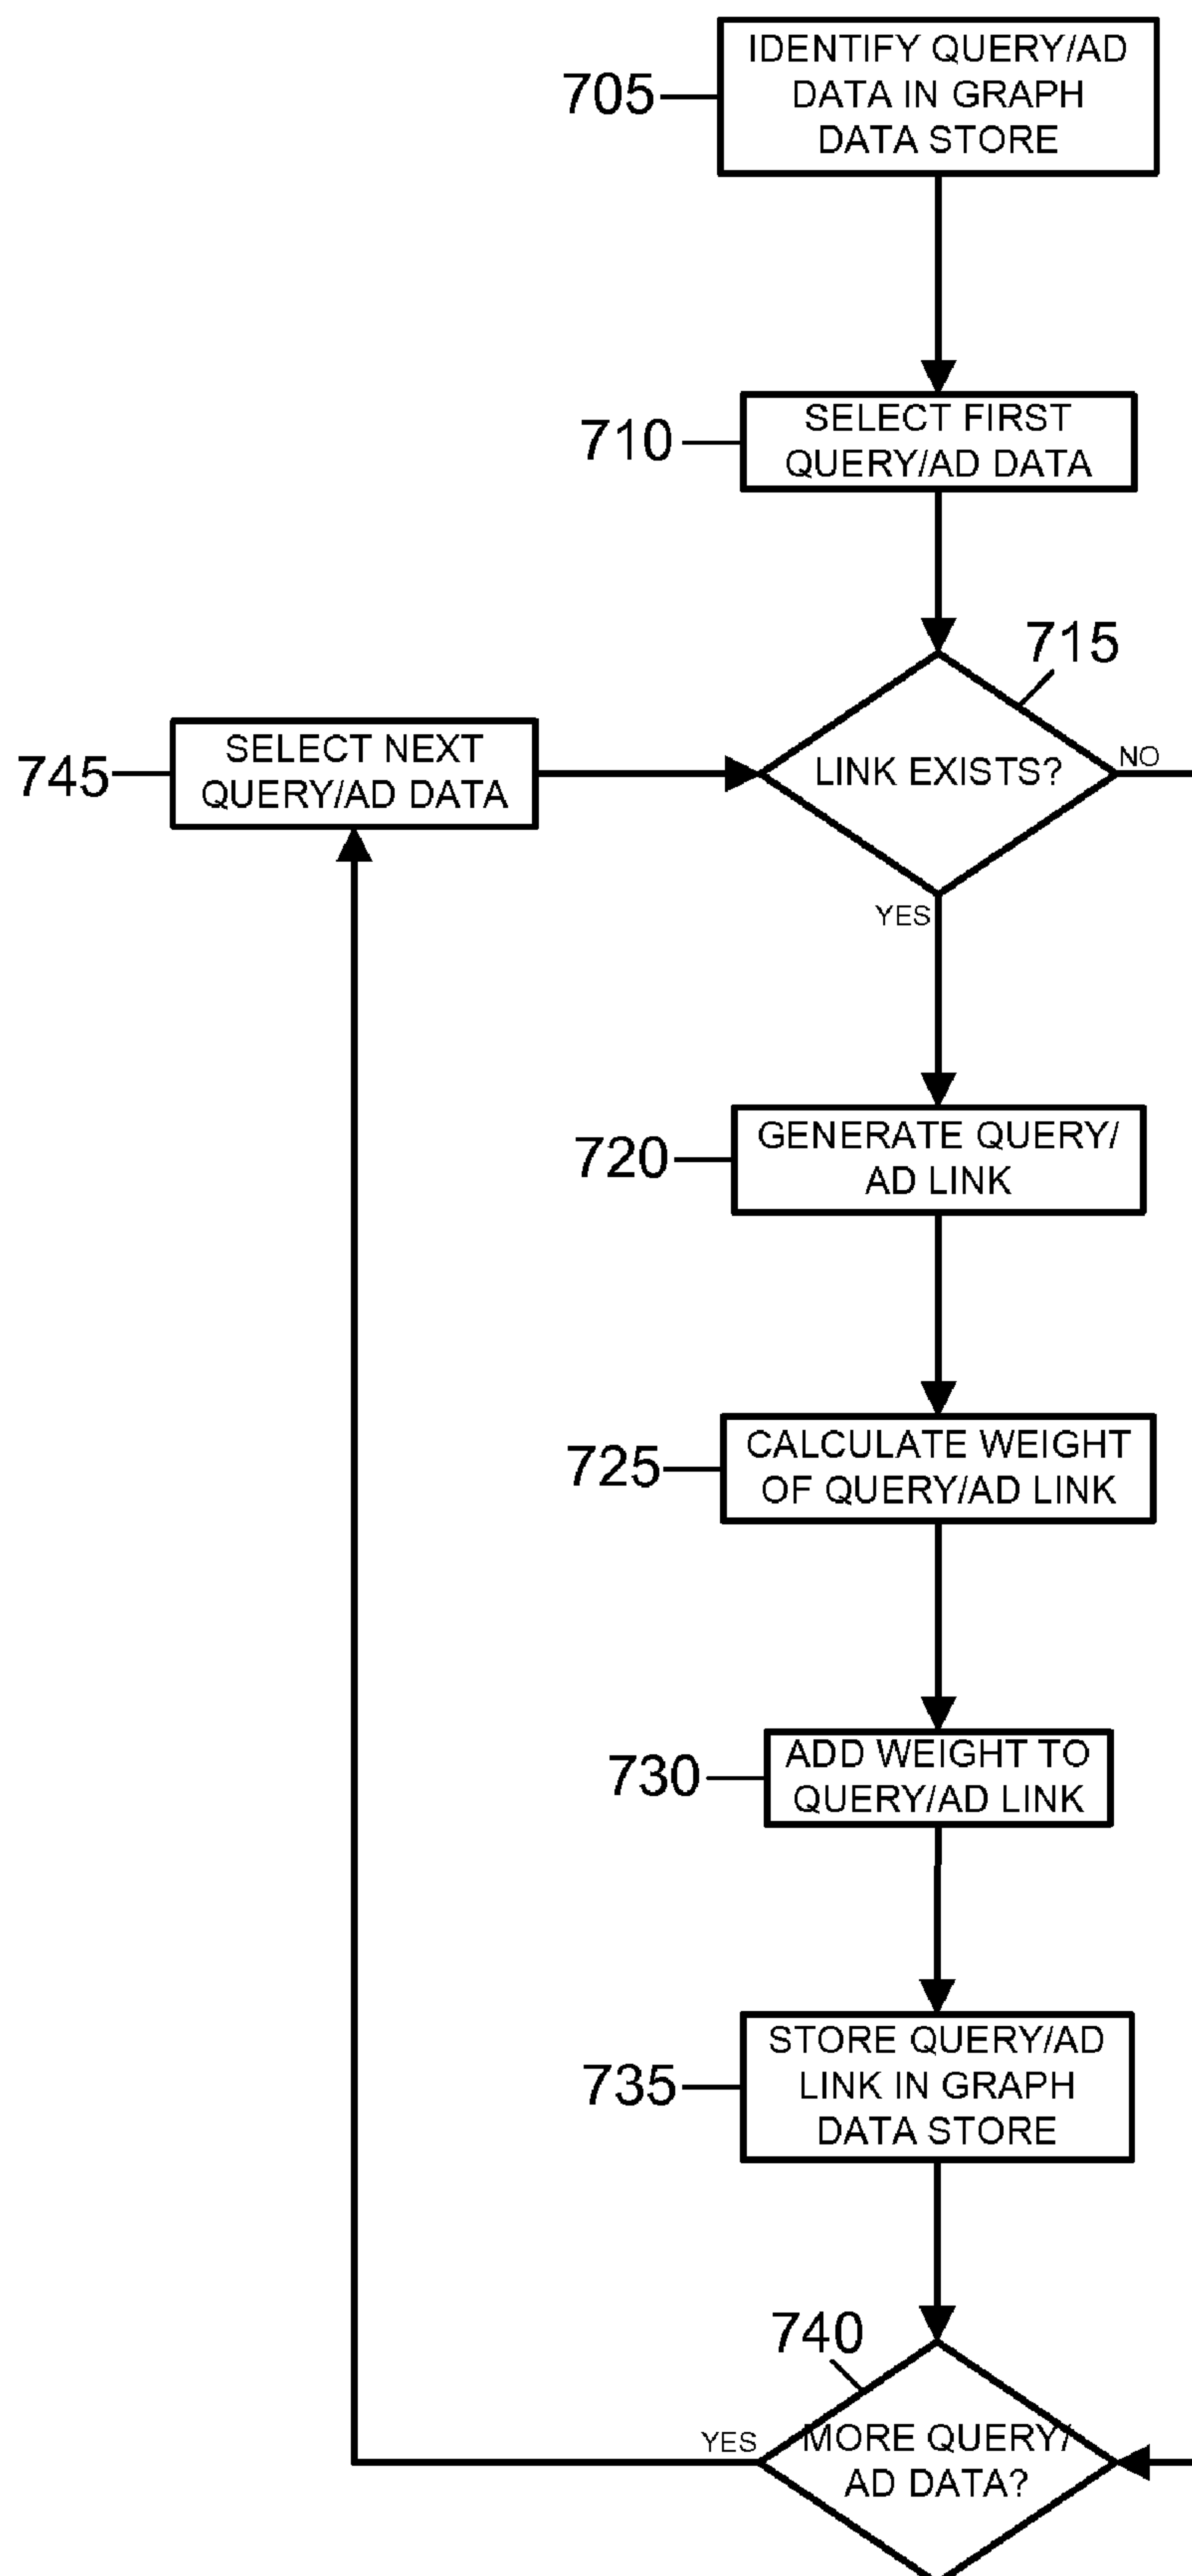 705
IDENTIFY QUERY/AD
DATA IN GRAPH
DATA STORE
710
SELECT FIRST
QUERY/AD DATA
715
745
SELECT NEXT
QUERY/AD DATA
LINK EXISTS?
NO
YES
720
GENERATE QUERY/
AD LINK
725
CALCULATE WEIGHT
OF QUERY/AD LINK
730
ADD WEIGHT TO
QUERY/AD LINK
735
STORE QUERY/AD
LINK IN GRAPH
DATA STORE
740
YES
MORE QUERY/
AD DATA?